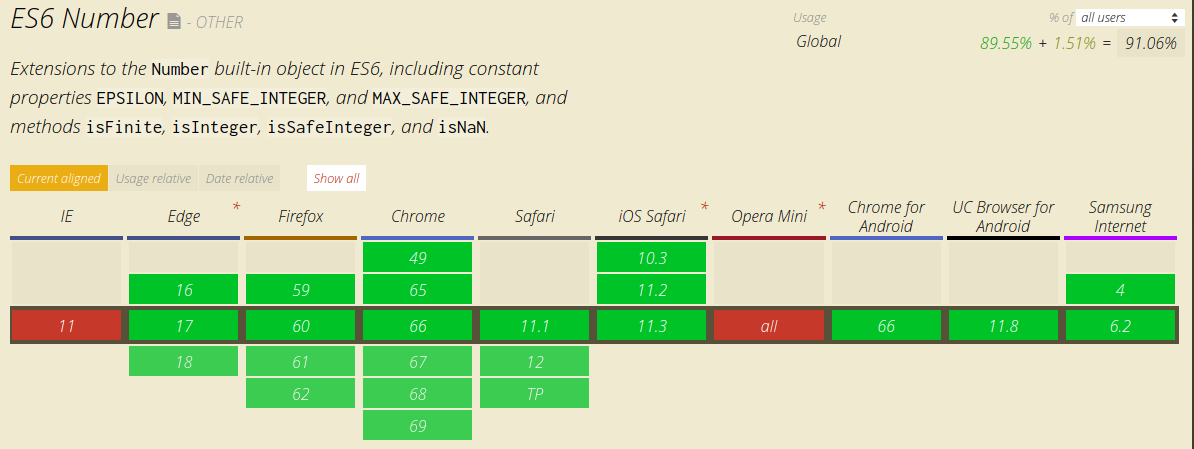 ES6 Number - OTHER
Usage % of all users
Global 89.55% + 1.51% = 91.06%
Extensions to the Number built-in object in ES6, including constant
properties EPSILON, MIN_SAFE_INTEGER, and MAX_SAFE_INTEGER, and
methods isFinite, isInteger, isSafeInteger, and isNaN.
Current aligned Usage relative Date relative Show all
IE Edge * Firefox Chrome Safari iOS Safari * Opera Mini * Chrome for Android UC Browser for Android Samsung Internet
49 10.3
16 59 65 11.2 4
11 17 60 66 11.1 11.3 all 66 11.8 6.2
18 61 67 12
62 68 TP
69